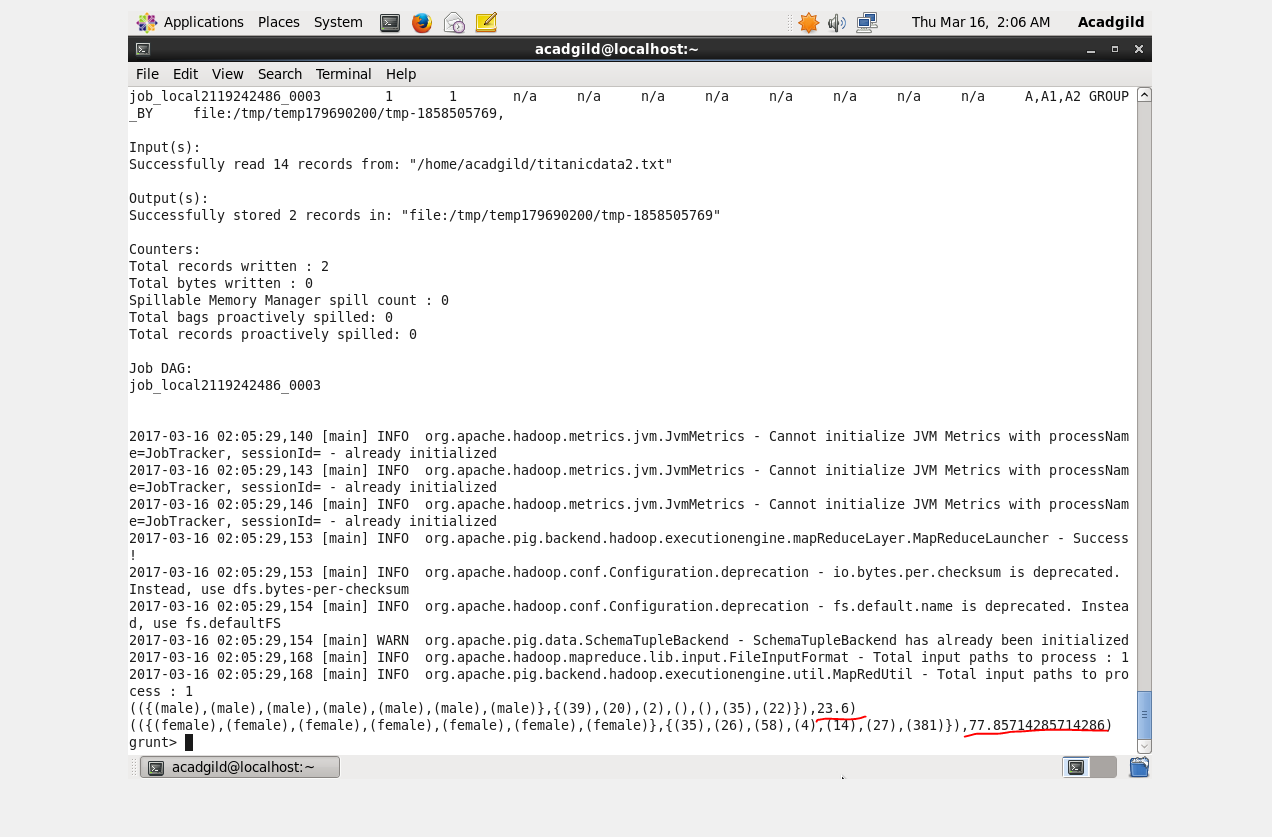 Applications Places System Thu Mar 16, 2:06 AM Acadgild
acadgild@localhost:~
File Edit View Search Terminal Help
job_local2119242486_0003 1 1 n/a n/a n/a n/a n/a n/a n/a n/a A,A1,A2 GROUP
_BY file:/tmp/temp179690200/tmp-1858505769,
Input(s):
Successfully read 14 records from: "/home/acadgild/titanicdata2.txt"
Output(s):
Successfully stored 2 records in: "file:/tmp/temp179690200/tmp-1858505769"
Counters:
Total records written : 2
Total bytes written : 0
Spillable Memory Manager spill count : 0
Total bags proactively spilled: 0
Total records proactively spilled: 0
Job DAG:
job_local2119242486_0003
2017-03-16 02:05:29,140 [main] INFO org.apache.hadoop.metrics.jvm.JvmMetrics - Cannot initialize JVM Metrics with processNam
e=JobTracker, sessionId= - already initialized
2017-03-16 02:05:29,143 [main] INFO org.apache.hadoop.metrics.jvm.JvmMetrics - Cannot initialize JVM Metrics with processNam
e=JobTracker, sessionId= - already initialized
2017-03-16 02:05:29,146 [main] INFO org.apache.hadoop.metrics.jvm.JvmMetrics - Cannot initialize JVM Metrics with processNam
e=JobTracker, sessionId= - already initialized
2017-03-16 02:05:29,153 [main] INFO org.apache.pig.backend.hadoop.executionengine.mapReduceLayer.MapReduceLauncher - Success
!
2017-03-16 02:05:29,153 [main] INFO org.apache.hadoop.conf.Configuration.deprecation - io.bytes.per.checksum is deprecated.
Instead, use dfs.bytes-per-checksum
2017-03-16 02:05:29,154 [main] INFO org.apache.hadoop.conf.Configuration.deprecation - fs.default.name is deprecated. Instea
d, use fs.defaultFS
2017-03-16 02:05:29,154 [main] WARN org.apache.pig.data.SchemaTupleBackend - SchemaTupleBackend has already been initialized
2017-03-16 02:05:29,168 [main] INFO org.apache.hadoop.mapreduce.lib.input.FileInputFormat - Total input paths to process : 1
2017-03-16 02:05:29,168 [main] INFO org.apache.pig.backend.hadoop.executionengine.util.MapRedUtil - Total input paths to pro
cess : 1
(({(male),(male),(male),(male),(male),(male),(male)},{(39),(20),(2),(),(),(35),(22)}),23.6)
(({(female),(female),(female),(female),(female),(female),(female)},{(35),(26),(58),(4),(14),(27),(381)}),77.85714285714286)
grunt>
acadgild@localhost:~